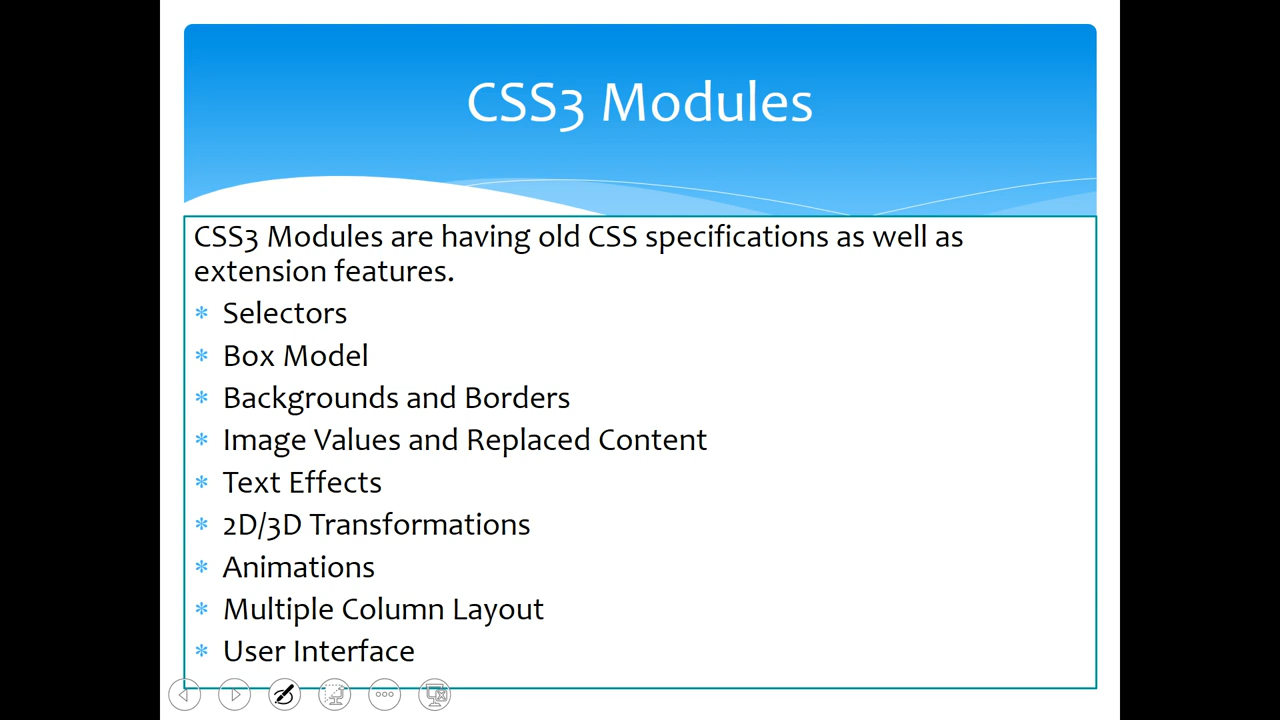 CSS3 Modules
CSS3 Modules are having old CSS specifications as well as
extension features.
* Selectors
* Box Model
* Backgrounds and Borders
* Image Values and Replaced Content
* Text Effects
* 2D/3D Transformations
* Animations
* Multiple Column Layout
* User Interface